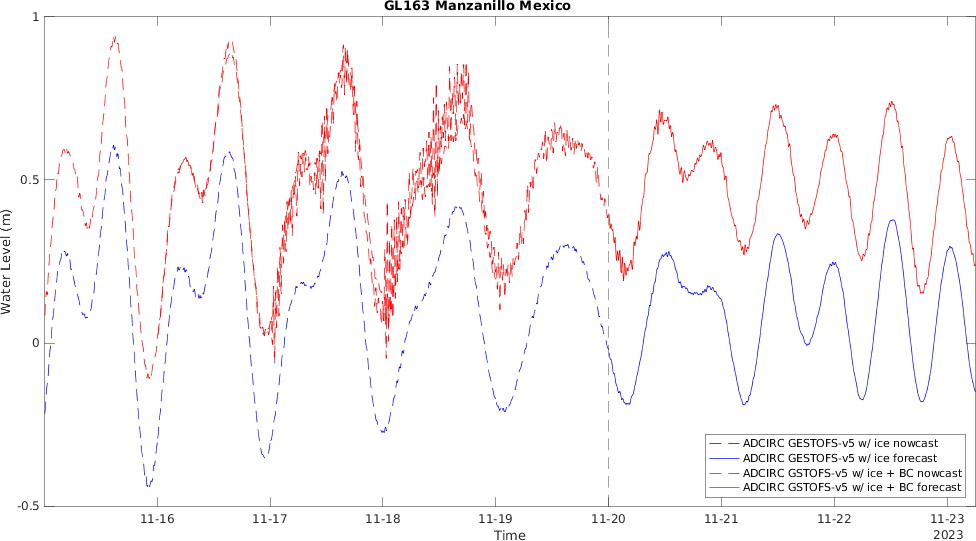 GL163 Manzanillo Mexico
Water Level (m)
1
0.5
0
-0.5
11-16
11-17
11-18
11-19
11-20
11-21
11-22
11-23
Time
2023
ADCIRC GESTOFS-v5 w/ ice nowcast
ADCIRC GESTOFS-v5 w/ ice forecast
ADCIRC GSTOFS-v5 w/ ice + BC nowcast
ADCIRC GSTOFS-v5 w/ ice + BC forecast